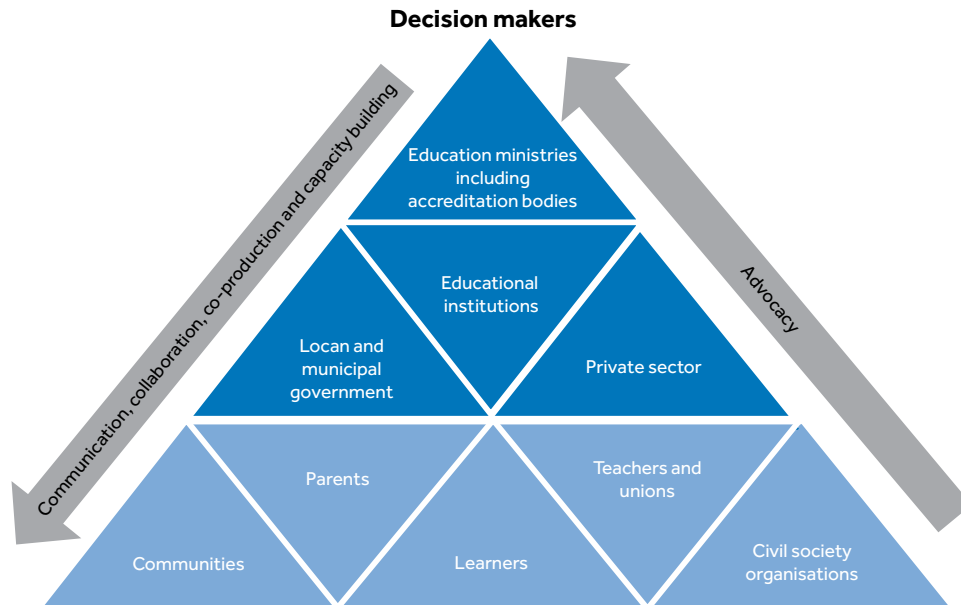 Decision makers
Communication, collaboration, co-production and capacity building
Advocacy
Education ministries
including
accreditation bodies
Educational
institutions
Locan and
municipal
government
Private sector
Parents
Teachers and
unions
Communities
Learners
Civil society
organisations